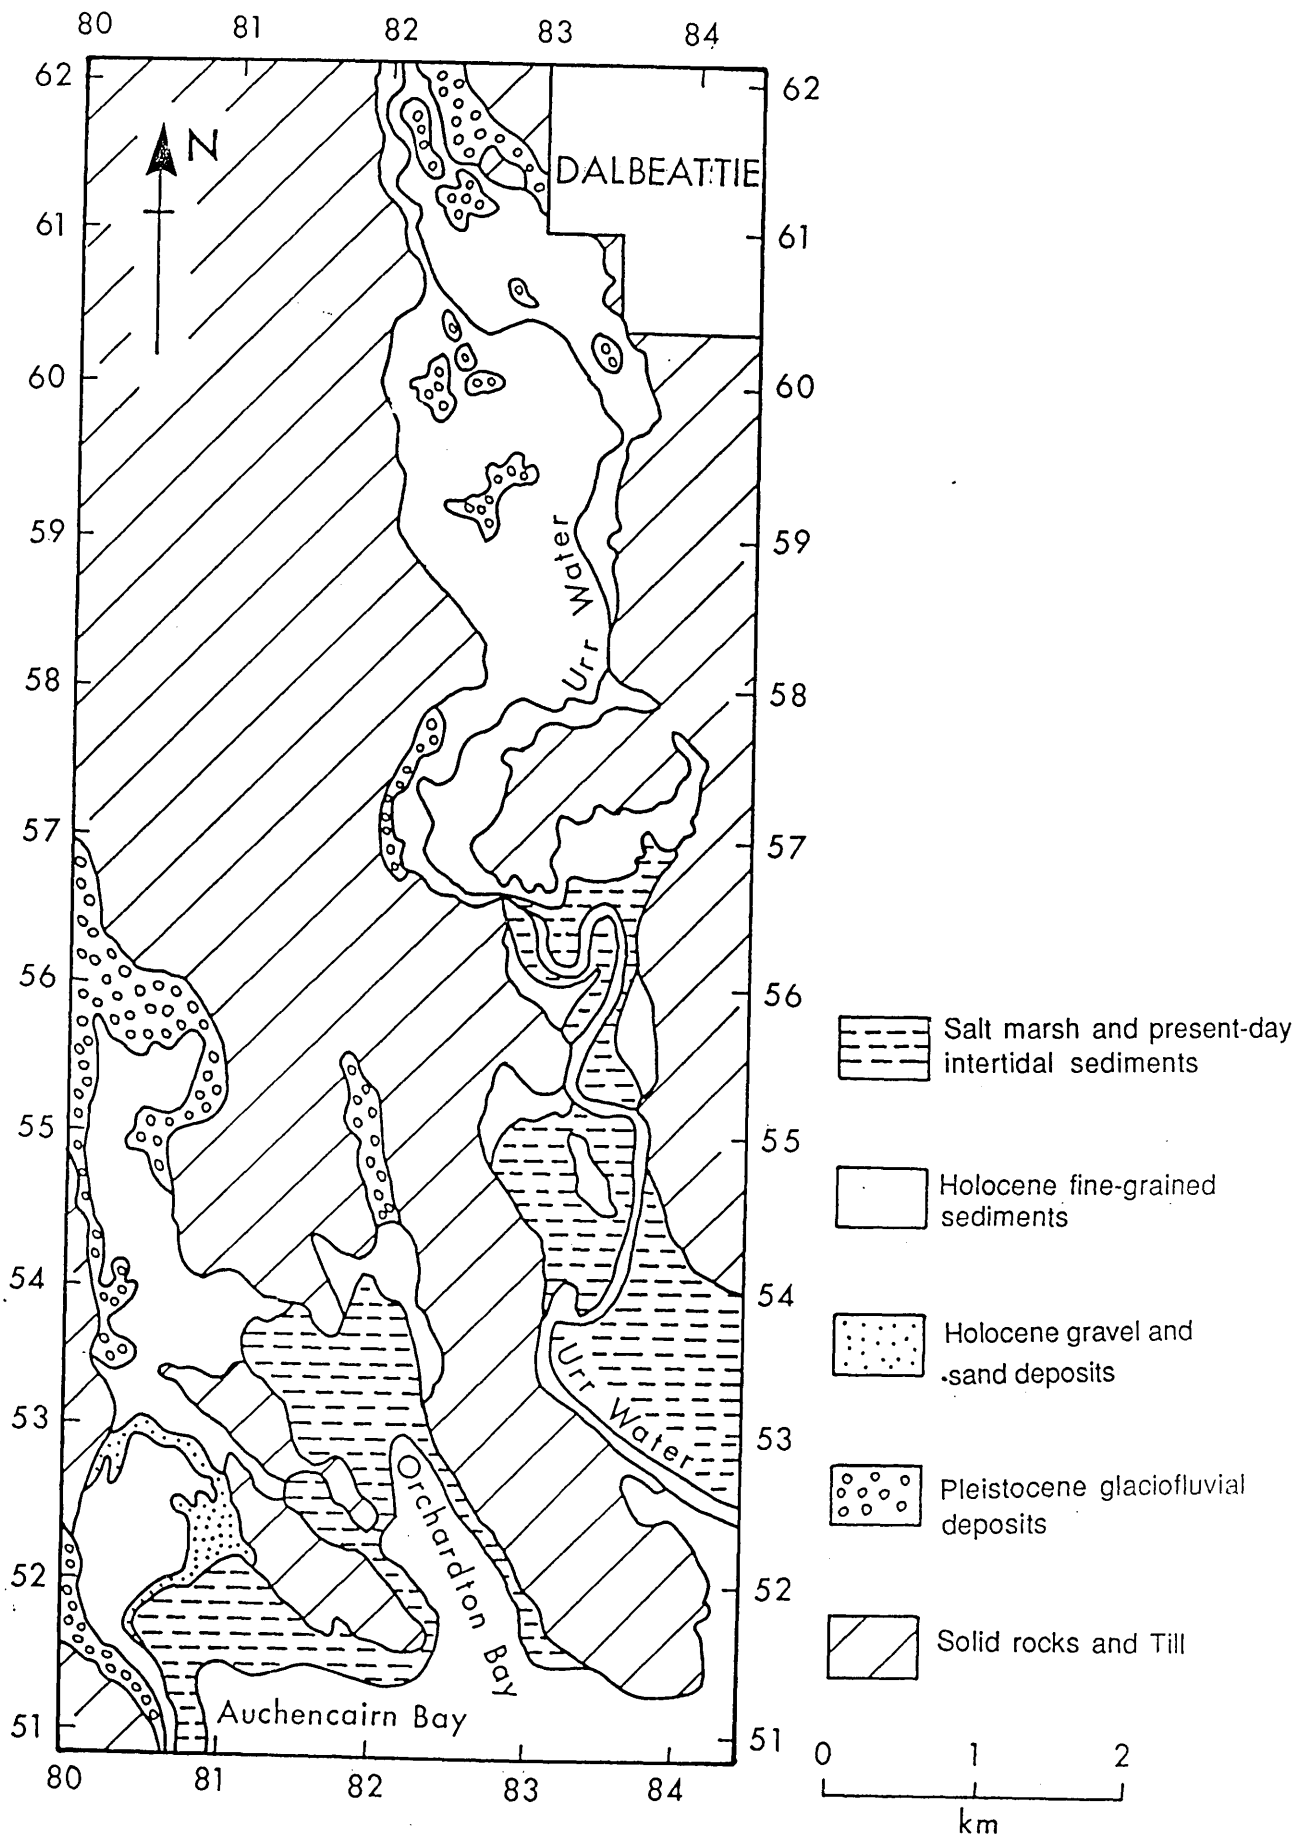 80 81 82 83 84
62 62
N
DALBEATTIE
61 61
60 60
59 59
Urr Water
58 58
57 57
56 56
Salt marsh and present-day
intertidal sediments
55 55
Holocene fine-grained
sediments
54 54
Holocene gravel and
sand deposits
Urr Water
53 53
Orchardton Bay
Pleistocene glaciofluvial
deposits
52 52
Solid rocks and Till
51 51
Auchencairn Bay
80 81 82 83 84
0 1 2
km